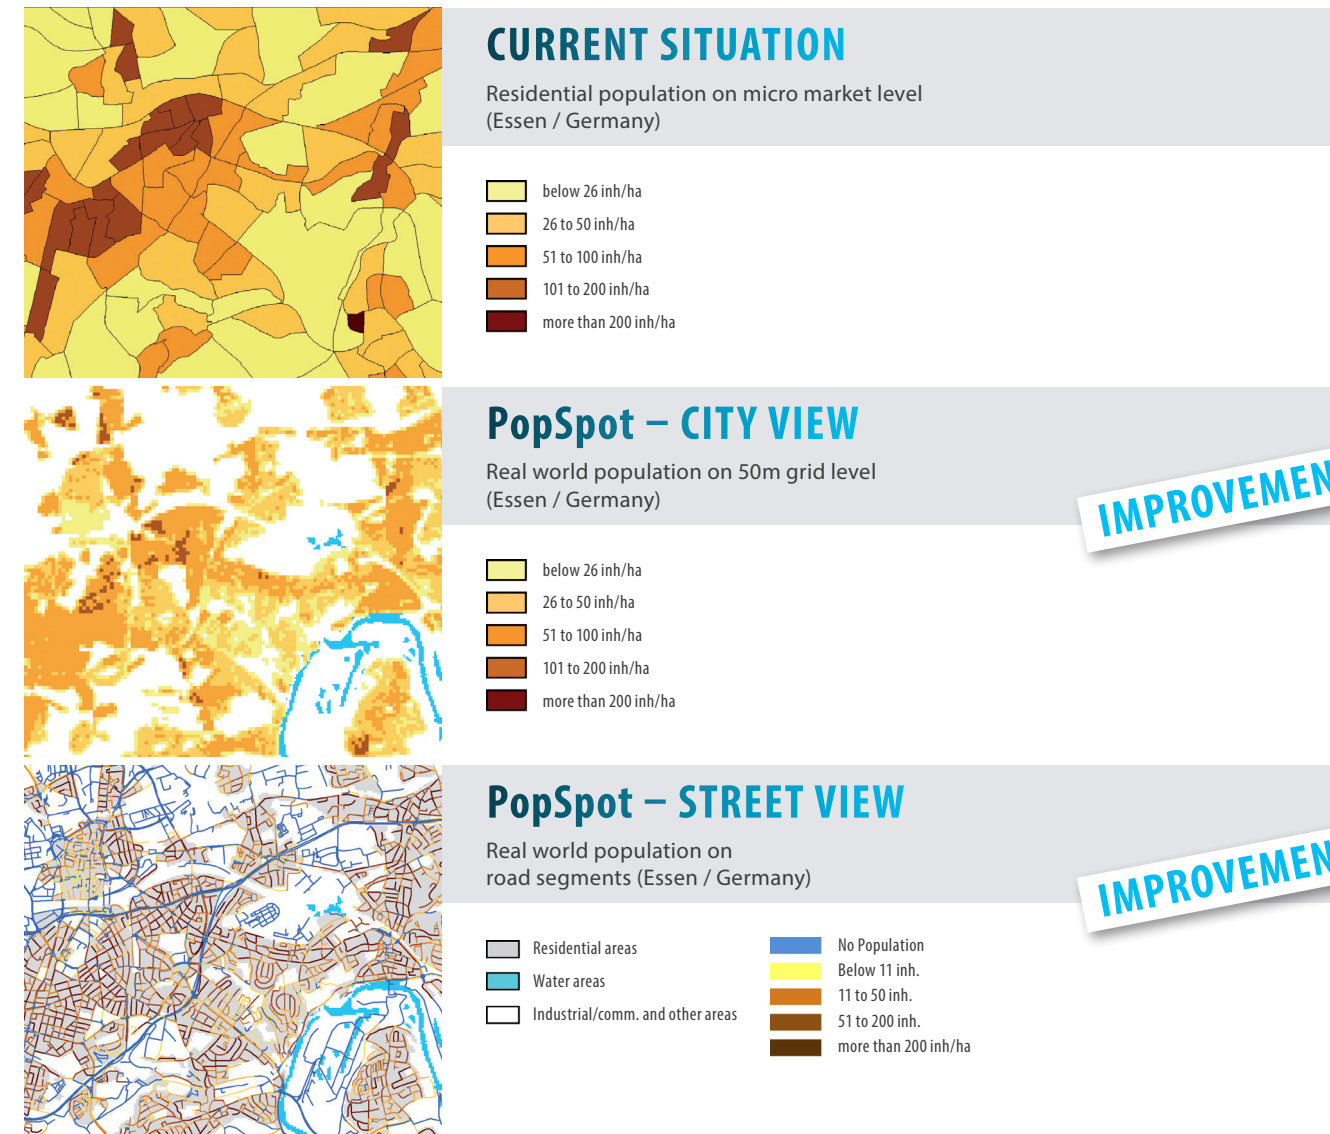 CURRENT SITUATION
Residential population on micro market level
(Essen / Germany)
below 26 inh/ha
26 to 50 inh/ha
51 to 100 inh/ha
101 to 200 inh/ha
more than 200 inh/ha
PopSpot – CITY VIEW
Real world population on 50m grid level
(Essen / Germany)
IMPROVEMEN
below 26 inh/ha
26 to 50 inh/ha
51 to 100 inh/ha
101 to 200 inh/ha
more than 200 inh/ha
PopSpot – STREET VIEW
Real world population on
road segments (Essen / Germany)
IMPROVEMEN
Residential areas
Water areas
Industrial/comm. and other areas
No Population
Below 11 inh.
11 to 50 inh.
51 to 200 inh.
more than 200 inh/ha